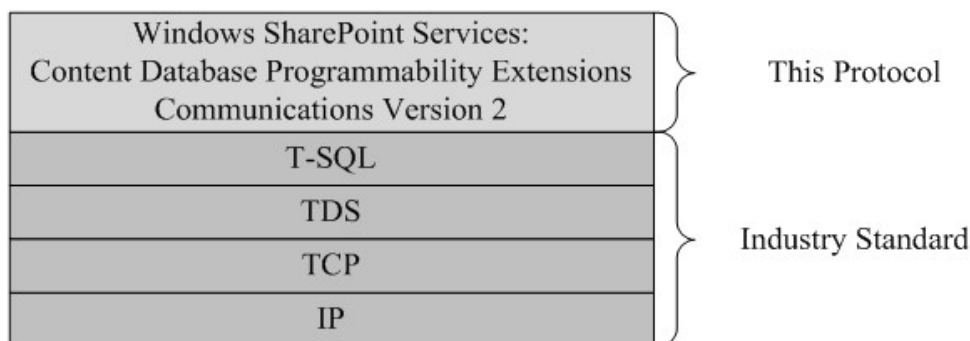 Windows SharePoint Services:
Content Database Programmability Extensions
Communications Version 2
This Protocol
T-SQL
TDS
TCP
IP
Industry Standard